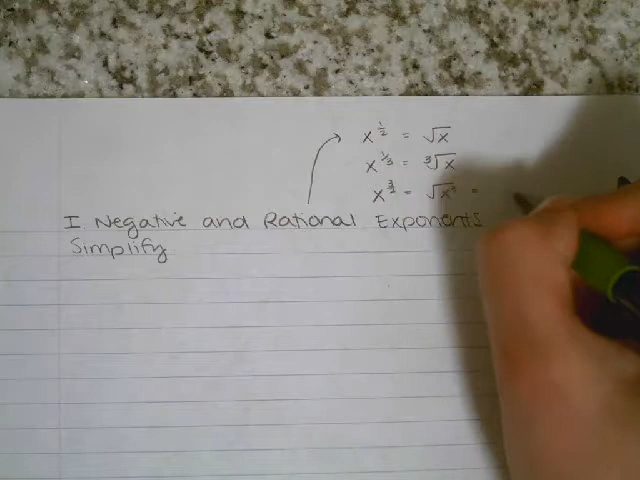 x^{1/2} = √x
x^{1/3} = ∛x
x^{3/2} = √x³ =
I Negative and Rational Exponents
Simplify